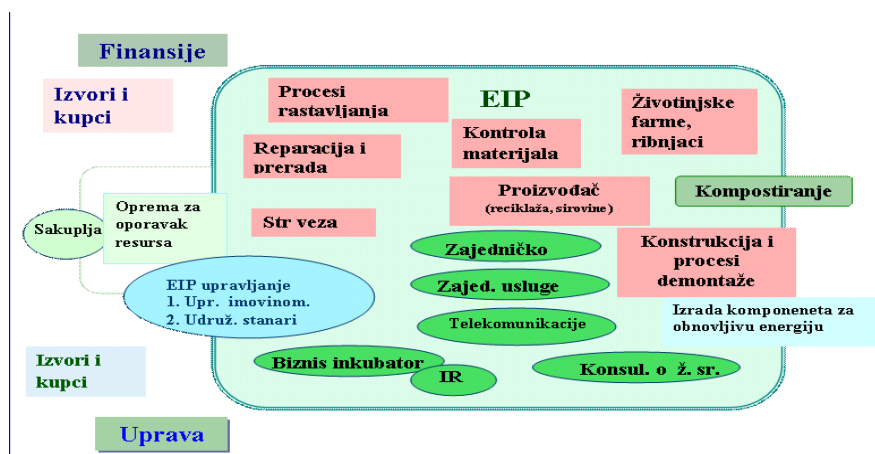 Finansije
Izvori i
kupci
Procesi
rastavljanja
EIP
Životinjske
farme,
ribnjaci
Kontrola
materijala
Reparacija i
prerada
Proizvođač
(reciklaža, sirovine)
Kompostiranje
Oprema za
oporavak
resursa
Sakuplja
Str veza
Zajedničko
Konstrukcija i
procesi
demontaže
EIP upravljanje
1. Upr. imovinom.
2. Udruž. stanari
Zajed. usluge
Telekomunikacije
Izrada komponeneta za
obnovljivu energiju
Izvori i
kupci
Biznis inkubator
IR
Konsul. o ž. sr.
Uprava